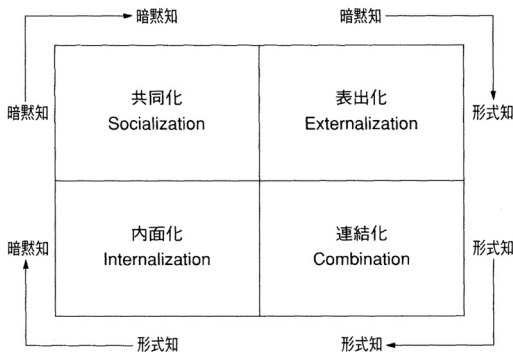 暗黙知
暗黙知
暗黙知
共同化
Socialization
表出化
Externalization
形式知
暗黙知
内面化
Internalization
連結化
Combination
形式知
形式知
形式知